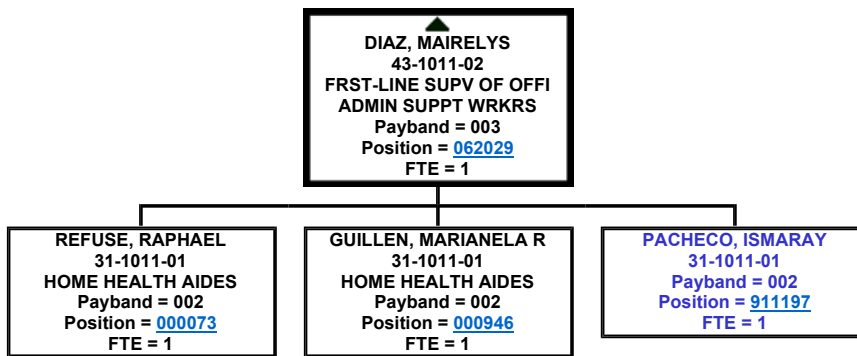 DIAZ, MAIRELYS
43-1011-02
FRST-LINE SUPV OF OFFI
ADMIN SUPPT WRKRS
Payband = 003
Position = 062029
FTE = 1
REFUSE, RAPHAEL
31-1011-01
HOME HEALTH AIDES
Payband = 002
Position = 000073
FTE = 1
GUILLEN, MARIANELA R
31-1011-01
HOME HEALTH AIDES
Payband = 002
Position = 000946
FTE = 1
PACHECO, ISMARAY
31-1011-01
Payband = 002
Position = 911197
FTE = 1